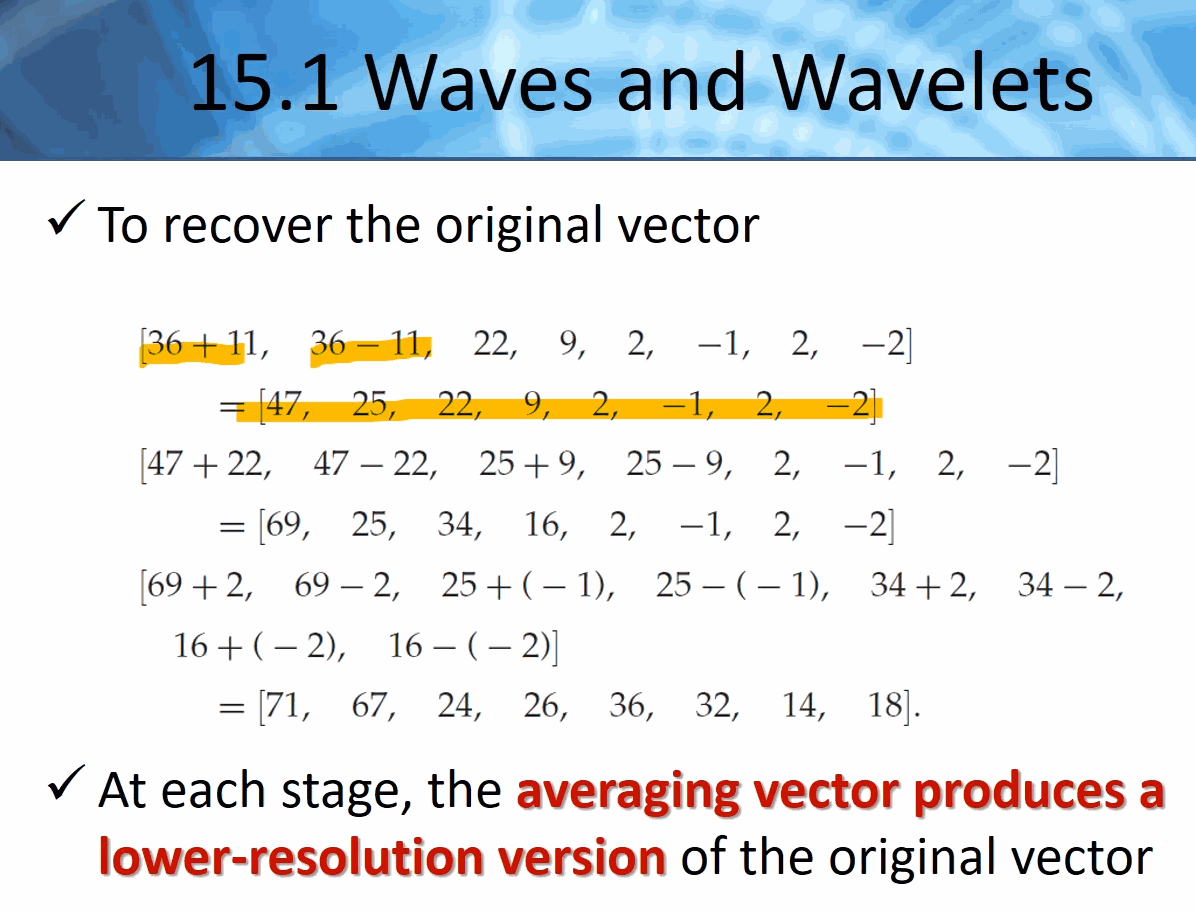 15.1 Waves and Wavelets
✓ To recover the original vector
[36 + 11, 36 − 11, 22, 9, 2, −1, 2, −2]
= [47, 25, 22, 9, 2, −1, 2, −2]
[47 + 22, 47 − 22, 25 + 9, 25 − 9, 2, −1, 2, −2]
= [69, 25, 34, 16, 2, −1, 2, −2]
[69 + 2, 69 − 2, 25 + ( − 1), 25 − ( − 1), 34 + 2, 34 − 2,
16 + ( − 2), 16 − ( − 2)]
= [71, 67, 24, 26, 36, 32, 14, 18].
✓ At each stage, the averaging vector produces a
lower-resolution version of the original vector